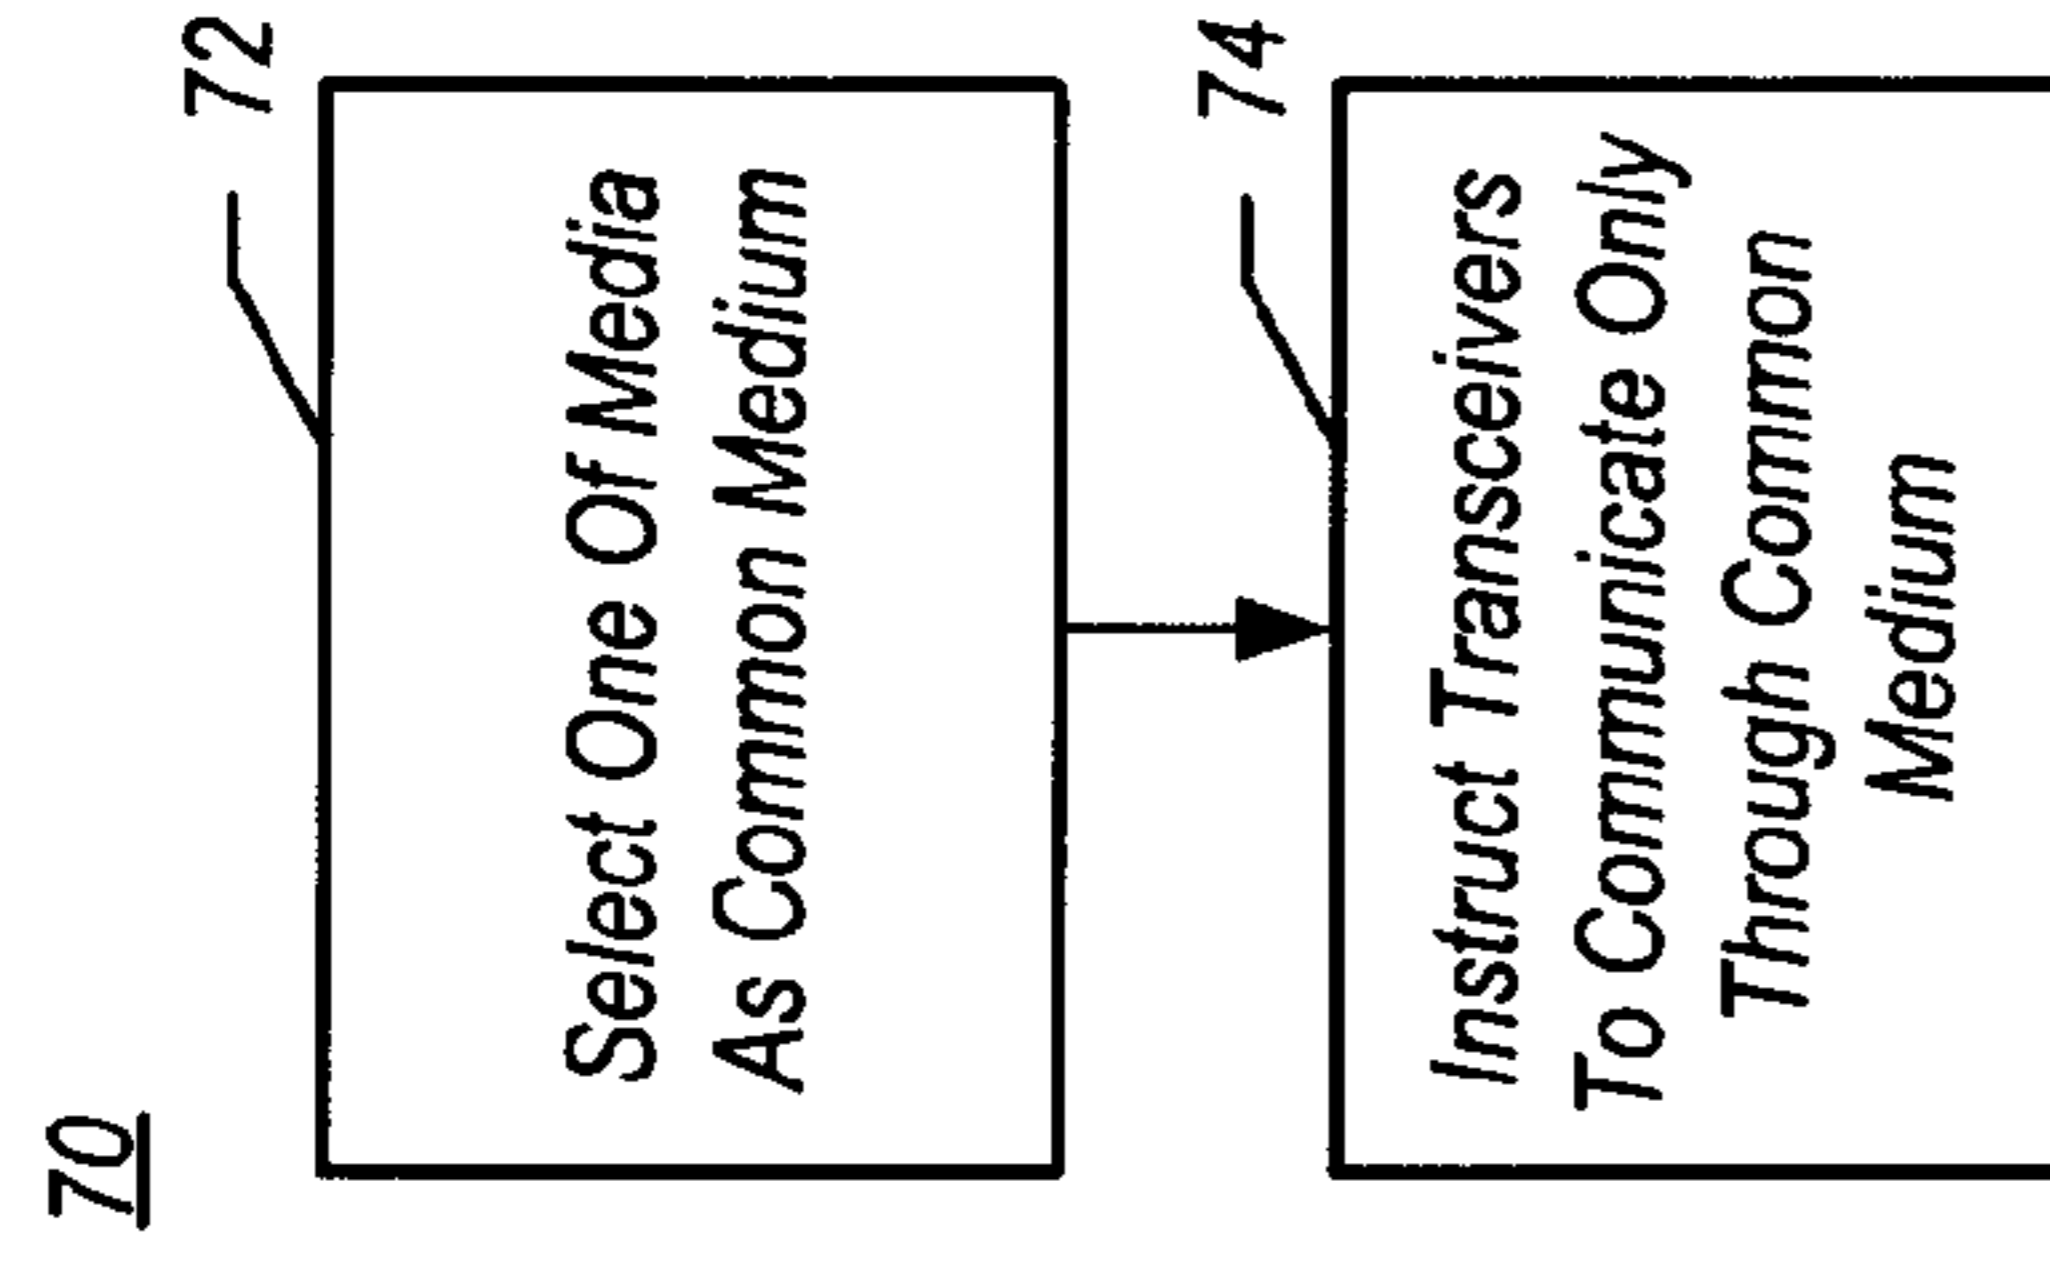 70
72
Select One Of Media
As Common Medium
74
Instruct Transceivers
To Communicate Only
Through Common
Medium